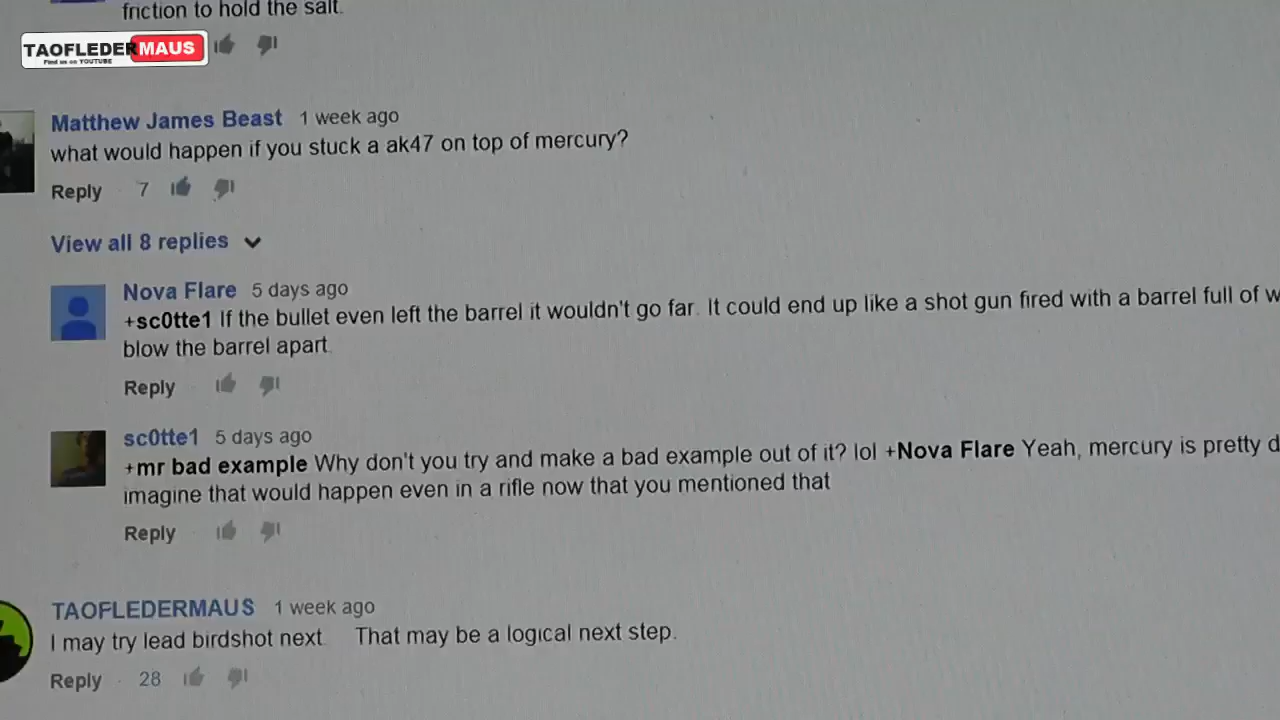 friction to hold the salt.
TAOFLEDERMAUS
Find us on YOUTUBE
Matthew James Beast 1 week ago
what would happen if you stuck a ak47 on top of mercury?
Reply 7
View all 8 replies
Nova Flare 5 days ago
+sc0tte1 If the bullet even left the barrel it wouldn't go far. It could end up like a shot gun fired with a barrel full of
blow the barrel apart.
Reply
sc0tte1 5 days ago
+mr bad example Why don't you try and make a bad example out of it? lol +Nova Flare Yeah, mercury is pretty
imagine that would happen even in a rifle now that you mentioned that
Reply
TAOFLEDERMAUS 1 week ago
I may try lead birdshot next. That may be a logical next step.
Reply · 28